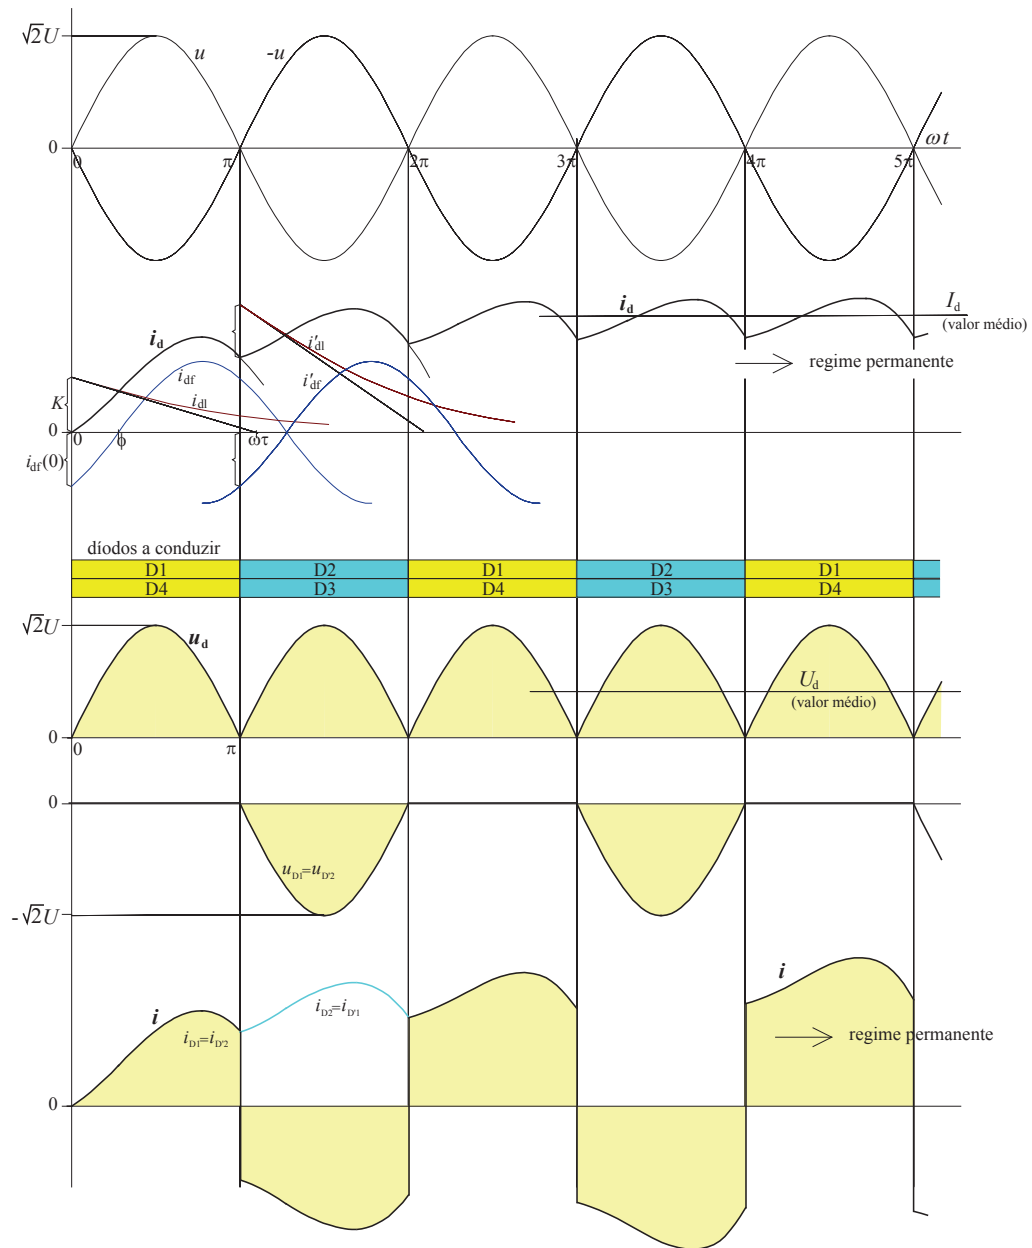 √2U
u
-u
0
0
π
2π
3π
4π
5π
ωt
i_d
i'_dl
i_d
I_d
(valor médio)
regime permanente
i_df
i_dl
i'_df
K
0
0
ϕ
ωτ
i_df(0)
díodos a conduzir
D1
D2
D1
D2
D1
D4
D3
D4
D3
D4
√2U
u_d
U_d
(valor médio)
0
0
π
0
u_D1=u_D'2
-√2U
i
i_D1=i_D'2
i_D2=i_D'1
i
regime permanente
0